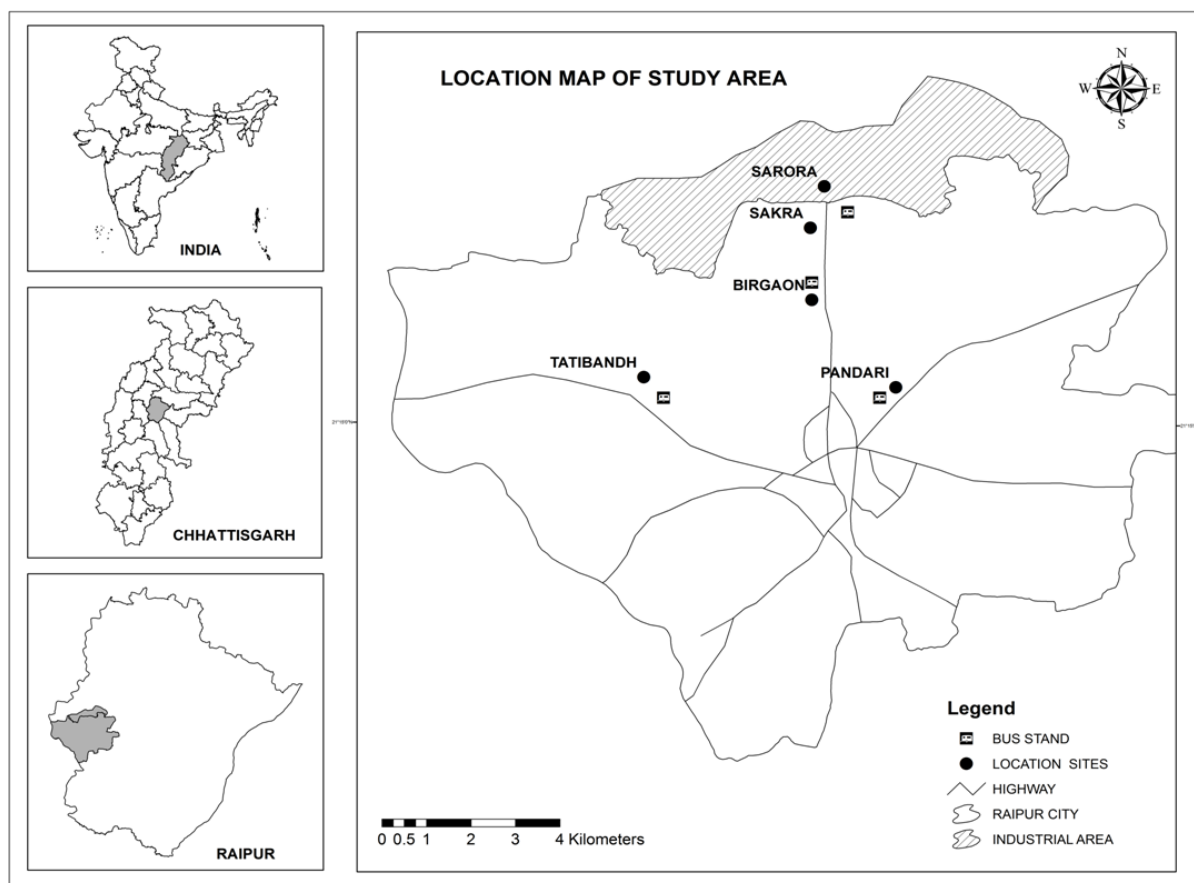 INDIA
CHHATTISGARH
RAIPUR
LOCATION MAP OF STUDY AREA
N
W E
S
SARORA
SAKRA
BIRGAON
TATIBANDH
PANDARI
Legend
BUS STAND
LOCATION SITES
HIGHWAY
RAIPUR CITY
INDUSTRIAL AREA
0 0.5 1 2 3 4 Kilometers